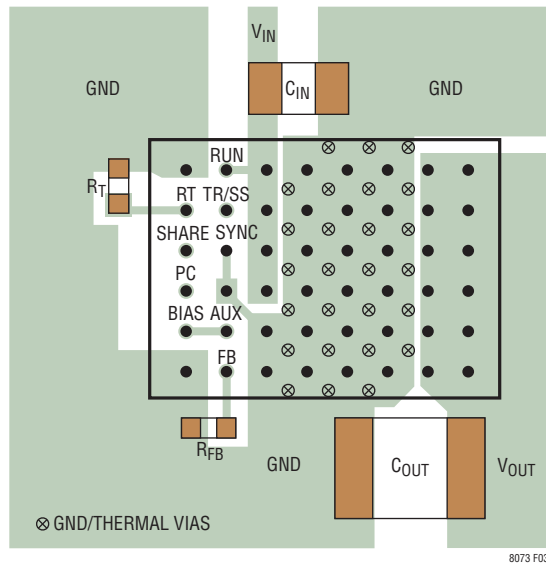 VIN
GND
CIN
GND
RUN
RT
RT TR/SS
SHARE SYNC
PC
BIAS AUX
FB
RFB
GND
COUT
VOUT
⊗ GND/THERMAL VIAS
8073 F03